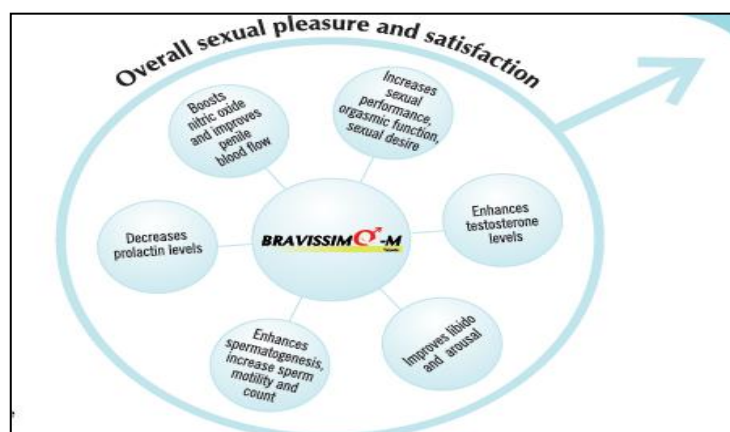 Overall sexual pleasure and satisfaction
Boosts
nitric oxide
and improves
penile
blood flow
Increases
sexual
performance,
orgasmic function,
sexual desire
Decreases
prolactin levels
BRAVISSIMO-M
Enhances
testosterone
levels
Enhances
spermatogenesis,
increase sperm
motility and
count
Improves libido
and arousal